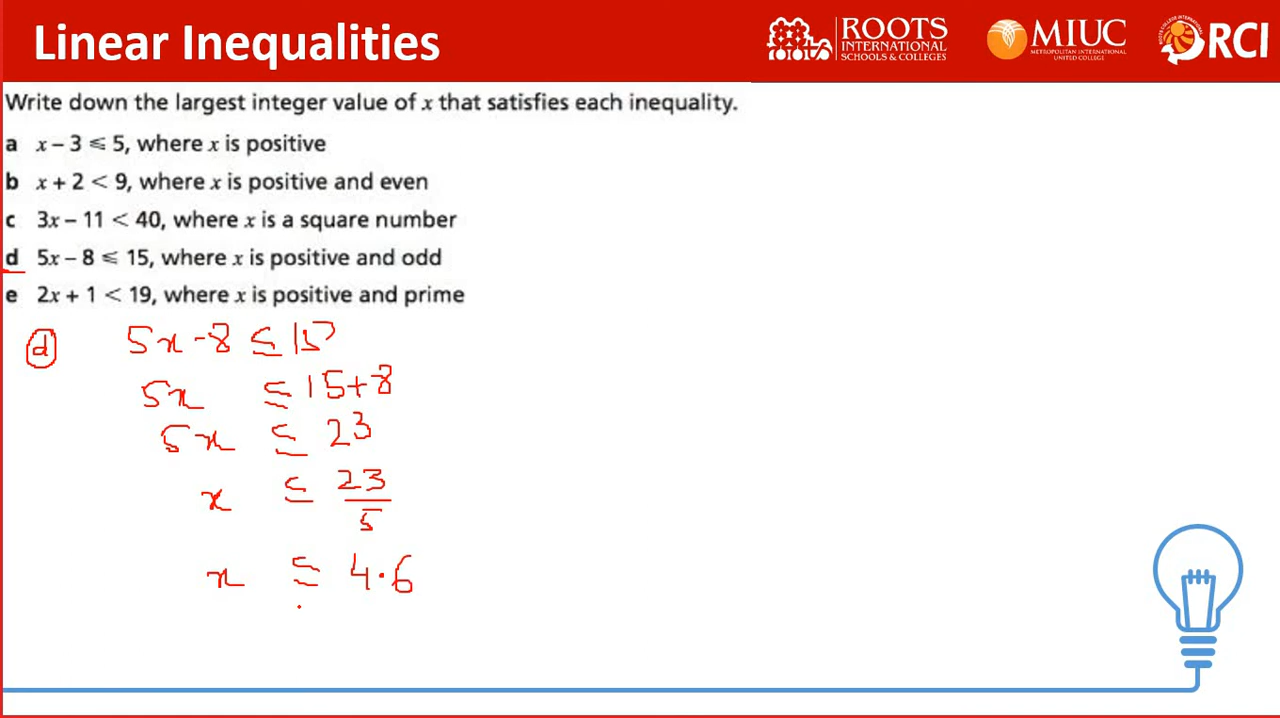 Linear Inequalities
ROOTS
INTERNATIONAL
SCHOOLS & COLLEGES
MIUC
METROPOLITAN INTERNATIONAL
UNITED COLLEGE
RCI
Write down the largest integer value of x that satisfies each inequality.
a x – 3 ⩽ 5, where x is positive
b x + 2 < 9, where x is positive and even
c 3x – 11 < 40, where x is a square number
d 5x – 8 ⩽ 15, where x is positive and odd
e 2x + 1 < 19, where x is positive and prime
d 5x - 8 ≤ 15
5x ≤ 15 + 8
5x ≤ 23
x ≤ 23/5
x ≤ 4.6